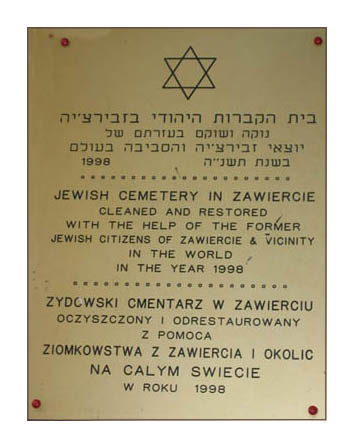 בית הקברות היהודי בזבירצ'יה
נוקה ושוקם בעזרתם של
יוצאי זבירצ'יה והסביבה בעולם
בשנת תשנ"ה 1998
JEWISH CEMETERY IN ZAWIERCIE
CLEANED AND RESTORED
WITH THE HELP OF THE FORMER
JEWISH CITIZENS OF ZAWIERCIE & VICINITY
IN THE WORLD
IN THE YEAR 1998
ZYDOWSKI CMENTARZ W ZAWIERCIU
OCZYSZCZONY I ODRESTAUROWANY
Z POMOCA
ZIOMKOWSTWA Z ZAWIERCIA I OKOLIC
NA CALYM SWIECIE
W ROKU 1998